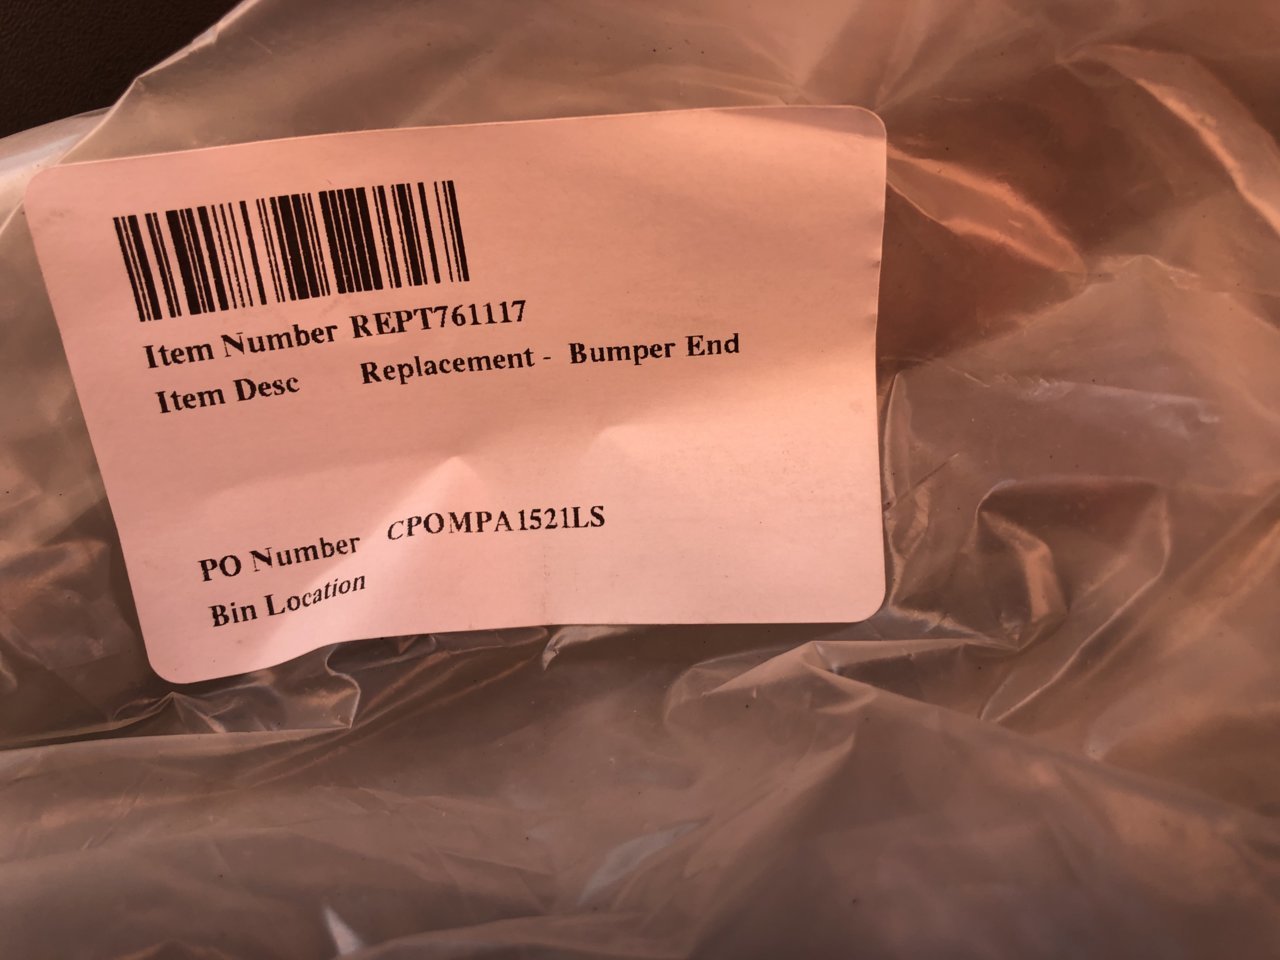 Item Number REPT761117
Item Desc Replacement - Bumper End
PO Number CPOMPA1521LS
Bin Location